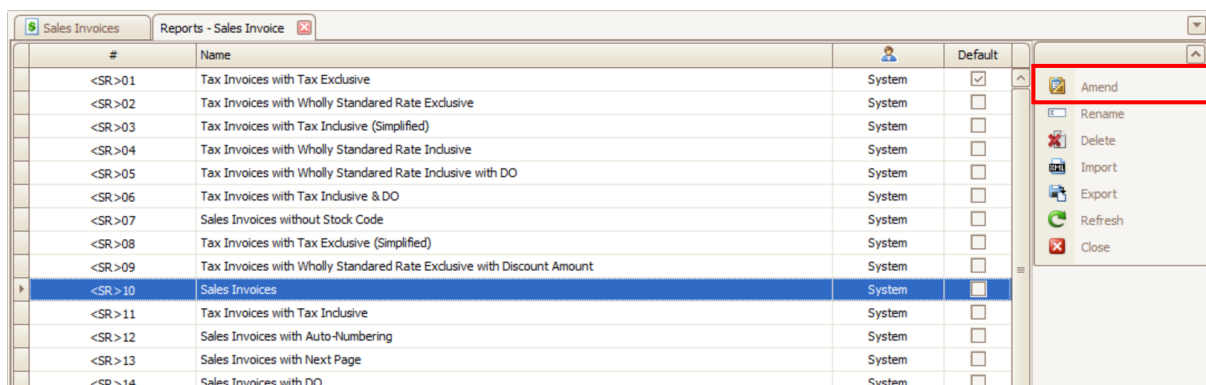 Sales Invoices Reports - Sales Invoice
# Name Default
<SR>01 Tax Invoices with Tax Exclusive System
<SR>02 Tax Invoices with Wholly Standared Rate Exclusive System
<SR>03 Tax Invoices with Tax Inclusive (Simplified) System
<SR>04 Tax Invoices with Wholly Standared Rate Inclusive System
<SR>05 Tax Invoices with Wholly Standared Rate Inclusive with DO System
<SR>06 Tax Invoices with Tax Inclusive & DO System
<SR>07 Sales Invoices without Stock Code System
<SR>08 Tax Invoices with Tax Exclusive (Simplified) System
<SR>09 Tax Invoices with Wholly Standared Rate Exclusive with Discount Amount System
<SR>10 Sales Invoices System
<SR>11 Tax Invoices with Tax Inclusive System
<SR>12 Sales Invoices with Auto-Numbering System
<SR>13 Sales Invoices with Next Page System
<SR>14 Sales Invoices with DO System
Amend
Rename
Delete
Import
Export
Refresh
Close